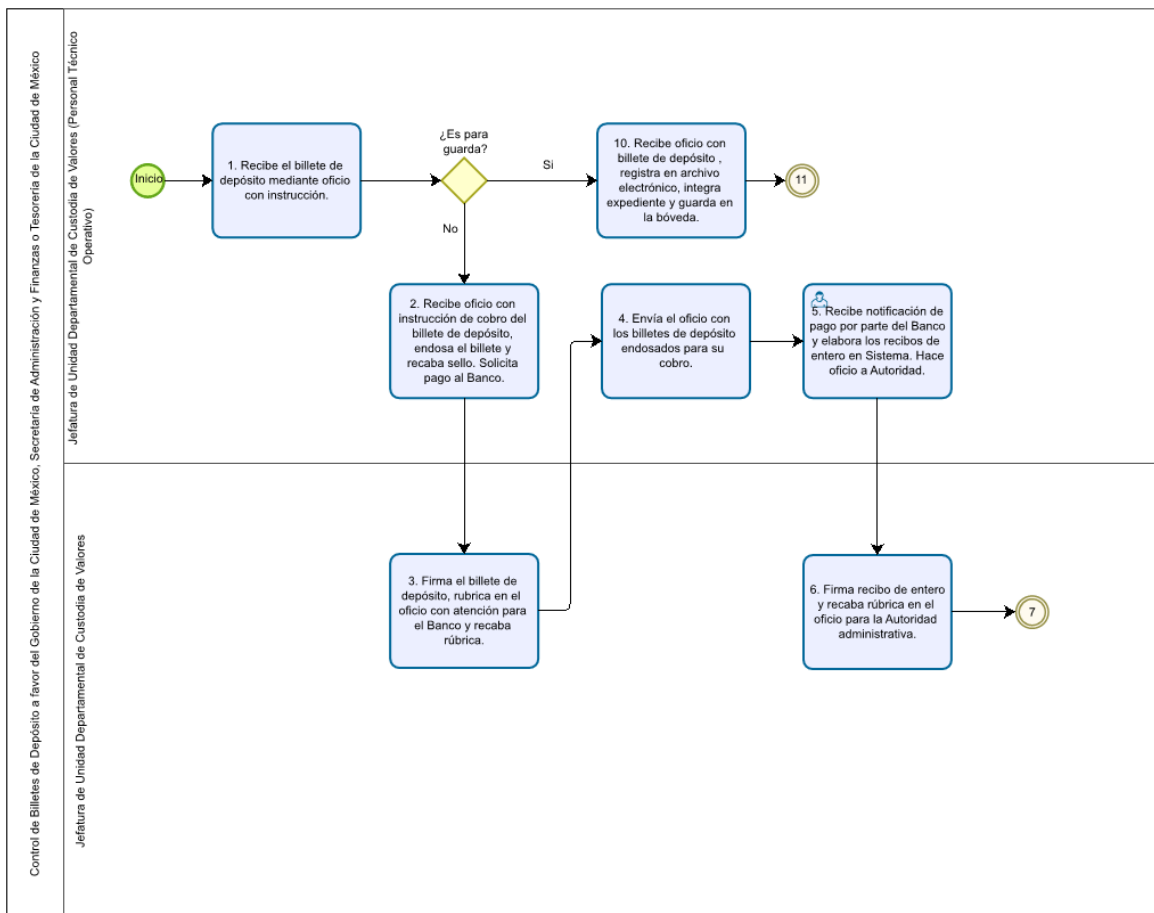 Control de Billetes de Depósito a favor del Gobierno de la Ciudad de México, Secretaría de Administración y Finanzas o Tesorería de la Ciudad de México
Jefatura de Unidad Departamental de Custodia de Valores (Personal Técnico
Operativo)
Inicio
1. Recibe el billete de
depósito mediante oficio
con instrucción.
¿Es para
guarda?
Si
10. Recibe oficio con
billete de depósito ,
registra en archivo
electrónico, integra
expediente y guarda en
la bóveda.
11
No
2. Recibe oficio con
instrucción de cobro del
billete de depósito,
endosa el billete y
recaba sello. Solicita
pago al Banco.
4. Envía el oficio con
los billetes de depósito
endosados para su
cobro.
5. Recibe notificación de
pago por parte del Banco
y elabora los recibos de
entero en Sistema. Hace
oficio a Autoridad.
Jefatura de Unidad Departamental de Custodia de Valores
3. Firma el billete de
depósito, rubrica en el
oficio con atención para
el Banco y recaba
rúbrica.
6. Firma recibo de entero
y recaba rúbrica en el
oficio para la Autoridad
administrativa.
7